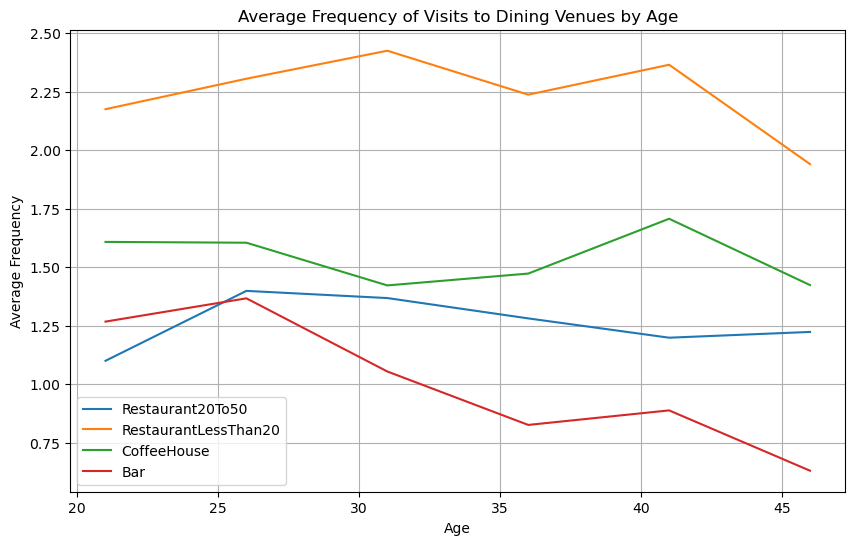 Average Frequency of Visits to Dining Venues by Age
2.50
2.25
2.00
1.75
1.50
1.25
1.00
0.75
Average Frequency
Restaurant20To50
RestaurantLessThan20
CoffeeHouse
Bar
20 25 30 35 40 45
Age